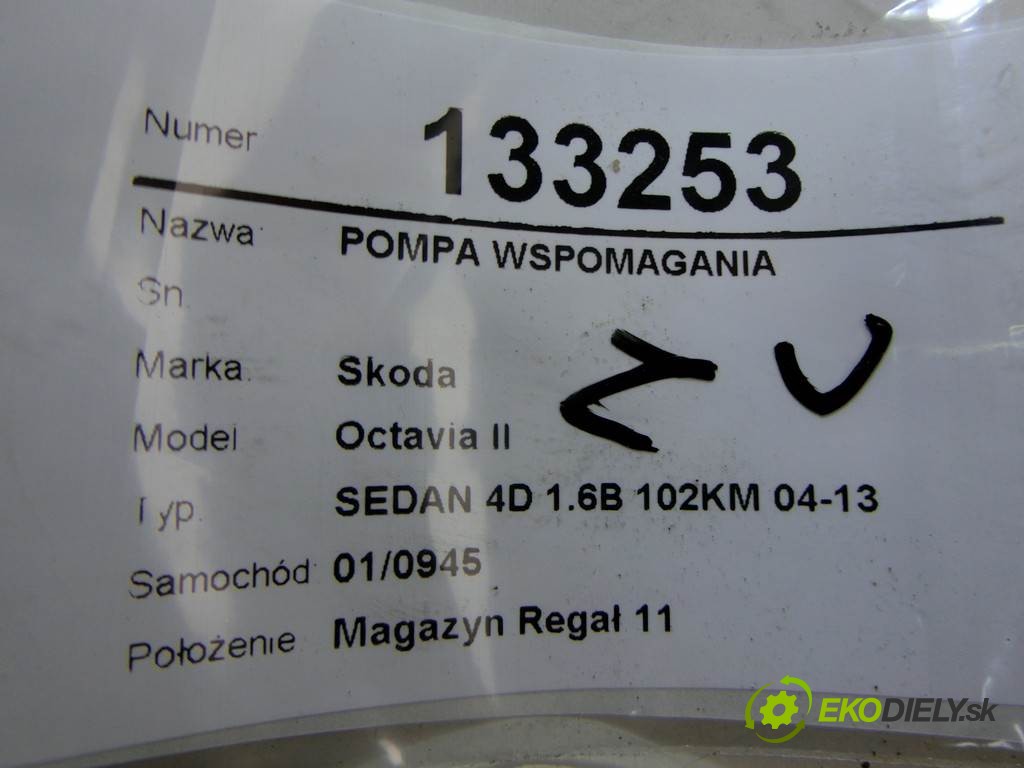 Numer 133253
Nazwa POMPA WSPOMAGANIA
Sn.
Marka. Skoda
Model Octavia II
Typ. SEDAN 4D 1.6B 102KM 04-13
Samochód 01/0945
Położenie Magazyn Regał 11
EKODIELY.sk